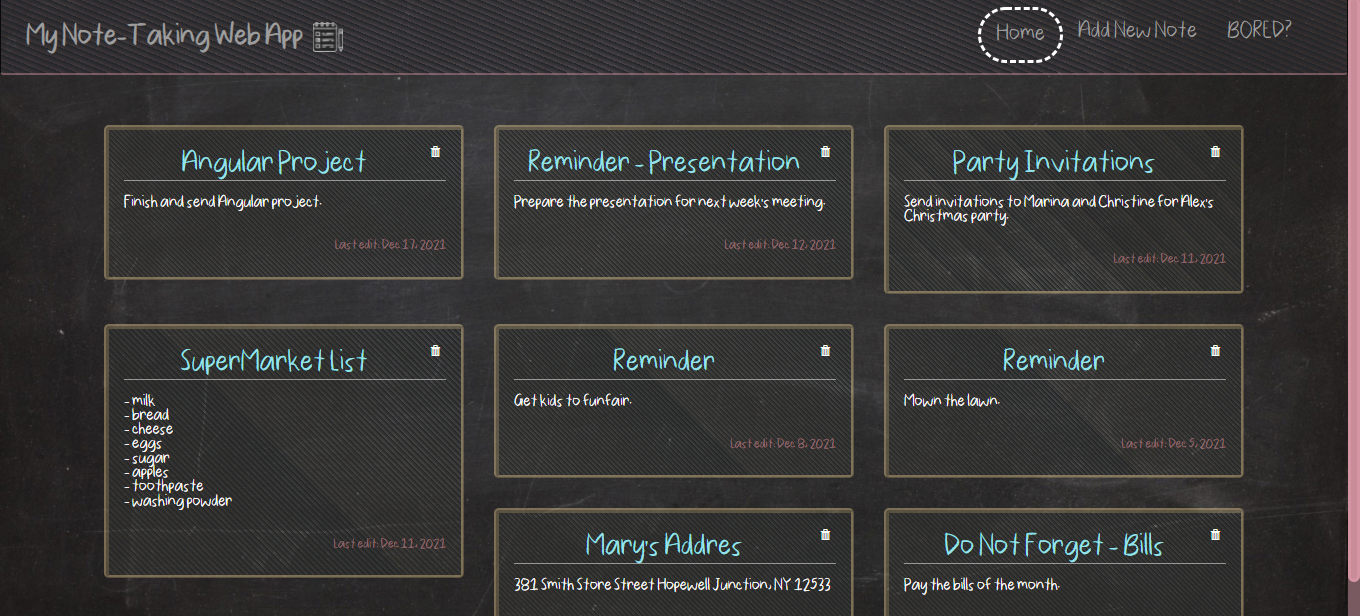 My Note-Taking Web App
Home
Add New Note
BORED?
Angular Project
Finish and send Angular project.
Last edit: Dec 17, 2021
Reminder - Presentation
Prepare the presentation for next week's meeting.
Last edit: Dec 12, 2021
Party Invitations
Send invitations to Marina and Christine for Alex's
Christmas party.
Last edit: Dec 11, 2021
SuperMarket List
- milk
- bread
- cheese
- eggs
- sugar
- apples
- toothpaste
- washing powder
Last edit: Dec 11, 2021
Reminder
Get kids to funfair.
Last edit: Dec 8, 2021
Reminder
Mown the lawn.
Last edit: Dec 5, 2021
Mary's Addres
381 Smith Store Street Hopewell Junction, NY 12533
Do Not Forget - Bills
Pay the bills of the month.